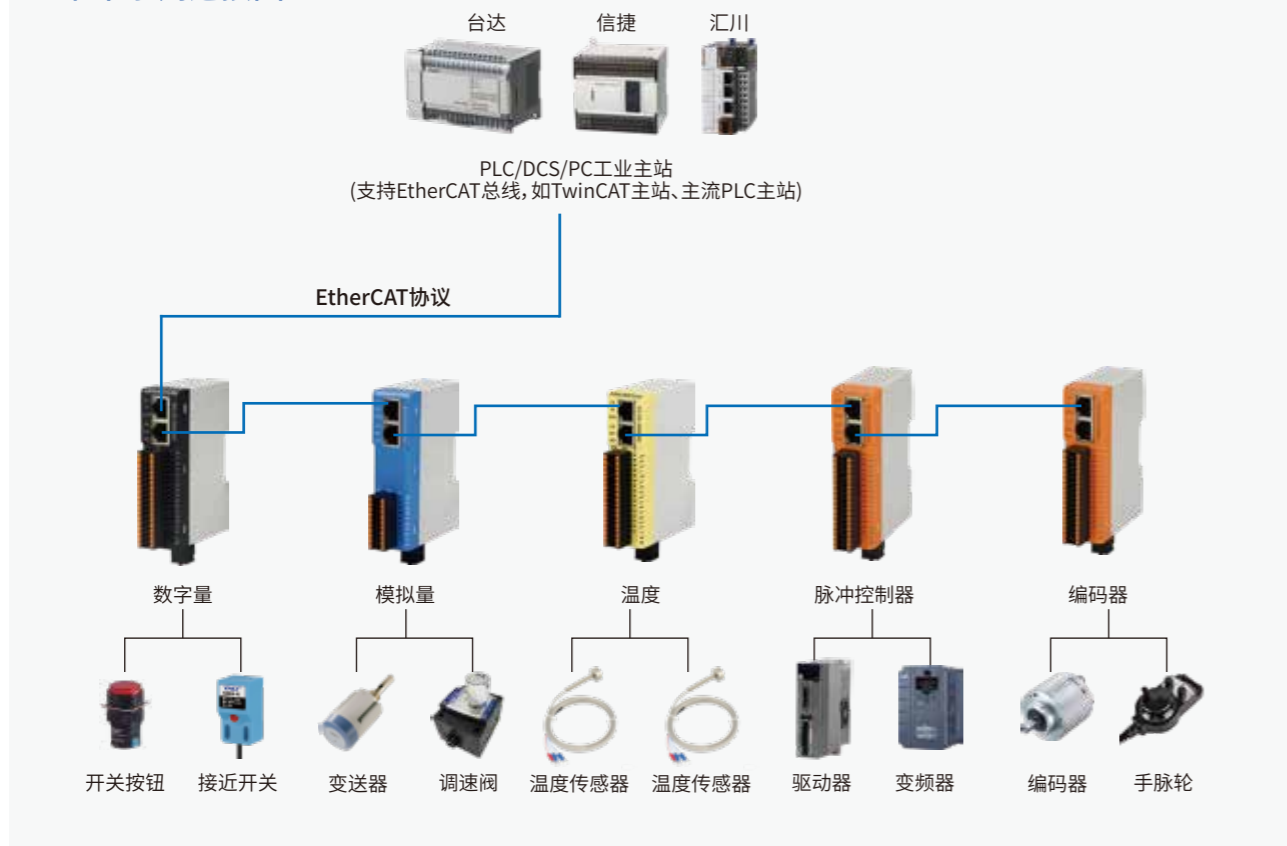 台达 信捷 汇川
PLC/DCS/PC工业主站
(支持EtherCAT总线,如TwinCAT主站、主流PLC主站)
EtherCAT协议
数字量 模拟量 温度 脉冲控制器 编码器
开关按钮 接近开关 变送器 调速阀 温度传感器 温度传感器 驱动器 变频器 编码器 手脉轮